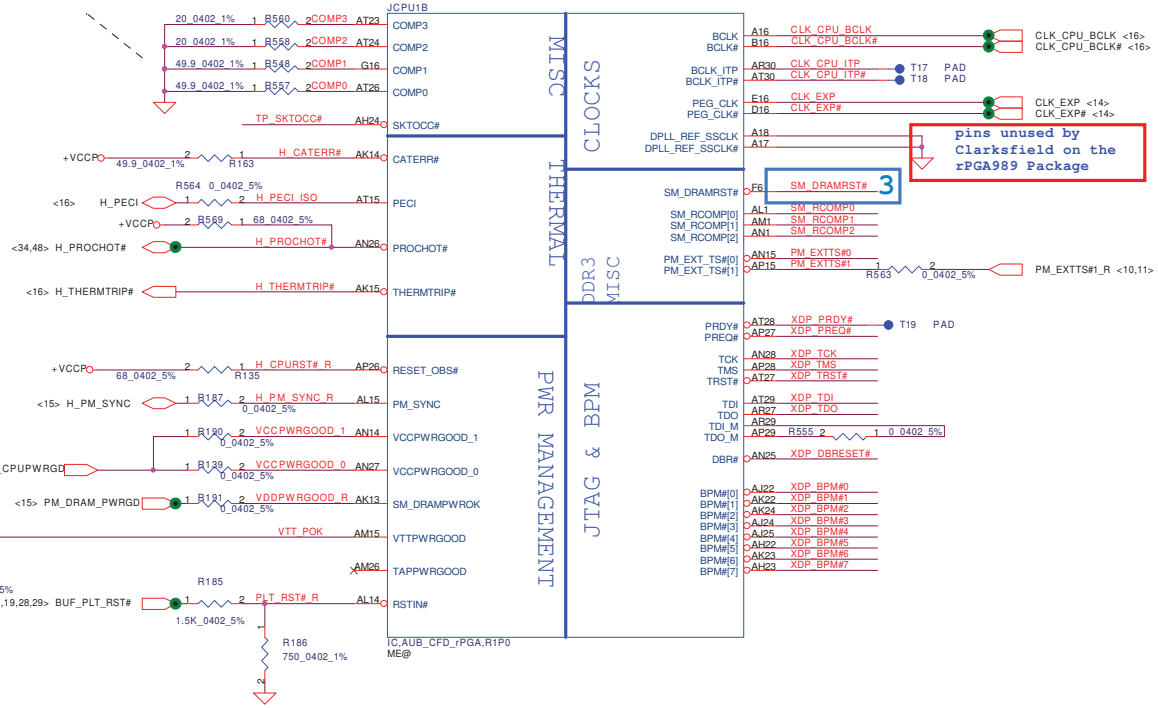 JCPU1B
20_0402_1% 1 R560 2 COMP3 AT23 COMP3
20_0402_1% 1 R558 2 COMP2 AT24 COMP2
49.9_0402_1% 1 R548 2 COMP1 G16 COMP1
49.9_0402_1% 1 R557 2 COMP0 AT26 COMP0
TP_SKTOCC# AH24 SKTOCC#
MISC
+VCCP 49.9_0402_1% 2 1 R163 H_CATERR# AK14 CATERR#
R564 0_0402_5%
<16> H_PECI 1 2 H_PECI_ISO AT15 PECI
+VCCP 2 R569 1 68_0402_5%
<34,48> H_PROCHOT# H_PROCHOT# AN26 PROCHOT#
<16> H_THERMTRIP# H_THERMTRIP# AK15 THERMTRIP#
THERMAL
+VCCP 2 1 H_CPURST#_R AP26 RESET_OBS#
68_0402_5% R135
<15> H_PM_SYNC 1 R187 2 H_PM_SYNC_R AL15 PM_SYNC
0_0402_5%
1 R190 2 VCCPWRGOOD_1 AN14 VCCPWRGOOD_1
0_0402_5%
_CPUPWRGD 1 R139 2 VCCPWRGOOD_0 AN27 VCCPWRGOOD_0
0_0402_5%
<15> PM_DRAM_PWRGD 1 R191 2 VDDPWRGOOD_R AK13 SM_DRAMPWROK
0_0402_5%
VTT_POK AM15 VTTPWRGOOD
AM26 TAPPWRGOOD
5%
R185
,19,28,29> BUF_PLT_RST# 1 2 PLT_RST#_R AL14 RSTIN#
1.5K_0402_5%
1
R186
750_0402_1%
2
PWR MANAGEMENT
IC,AUB_CFD_rPGA,R1P0
ME@
CLOCKS
BCLK A16 CLK_CPU_BCLK CLK_CPU_BCLK <16>
BCLK# B16 CLK_CPU_BCLK# CLK_CPU_BCLK# <16>
BCLK_ITP AR30 CLK_CPU_ITP T17 PAD
BCLK_ITP# AT30 CLK_CPU_ITP# T18 PAD
PEG_CLK E16 CLK_EXP CLK_EXP <14>
PEG_CLK# D16 CLK_EXP# CLK_EXP# <14>
DPLL_REF_SSCLK A18
DPLL_REF_SSCLK# A17
pins unused by
Clarksfield on the
rPGA989 Package
SM_DRAMRST# F6 SM_DRAMRST# 3
SM_RCOMP[0] AL1 SM_RCOMP0
SM_RCOMP[1] AM1 SM_RCOMP1
SM_RCOMP[2] AN1 SM_RCOMP2
PM_EXT_TS#[0] AN15 PM_EXTTS#0
PM_EXT_TS#[1] AP15 PM_EXTTS#1 1 2 PM_EXTTS#1_R <10,11>
R563 0_0402_5%
DDR3
MISC
PRDY# AT28 XDP_PRDY# T19 PAD
PREQ# AP27 XDP_PREQ#
TCK AN28 XDP_TCK
TMS AP28 XDP_TMS
TRST# AT27 XDP_TRST#
TDI AT29 XDP_TDI
TDO AR27 XDP_TDO
TDI_M AR29
TDO_M AP29 R555 2 1 0_0402_5%
DBR# AN25 XDP_DBRESET#
BPM#[0] AJ22 XDP_BPM#0
BPM#[1] AK22 XDP_BPM#1
BPM#[2] AK24 XDP_BPM#2
BPM#[3] AJ24 XDP_BPM#3
BPM#[4] AJ25 XDP_BPM#4
BPM#[5] AH22 XDP_BPM#5
BPM#[6] AK23 XDP_BPM#6
BPM#[7] AH23 XDP_BPM#7
JTAG & BPM